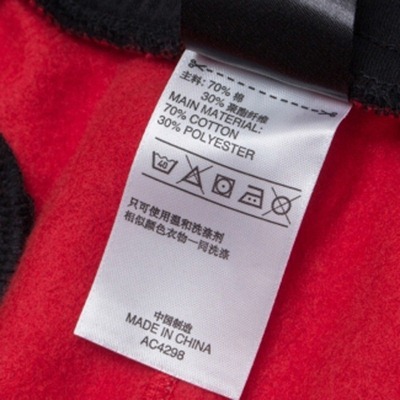 主料: 70% 棉
30% 聚酯纤维
MAIN MATERIAL:
70% COTTON
30% POLYESTER
40
只可使用温和洗涤剂
相似颜色衣物一同洗涤
中国制造
MADE IN CHINA
AC4298